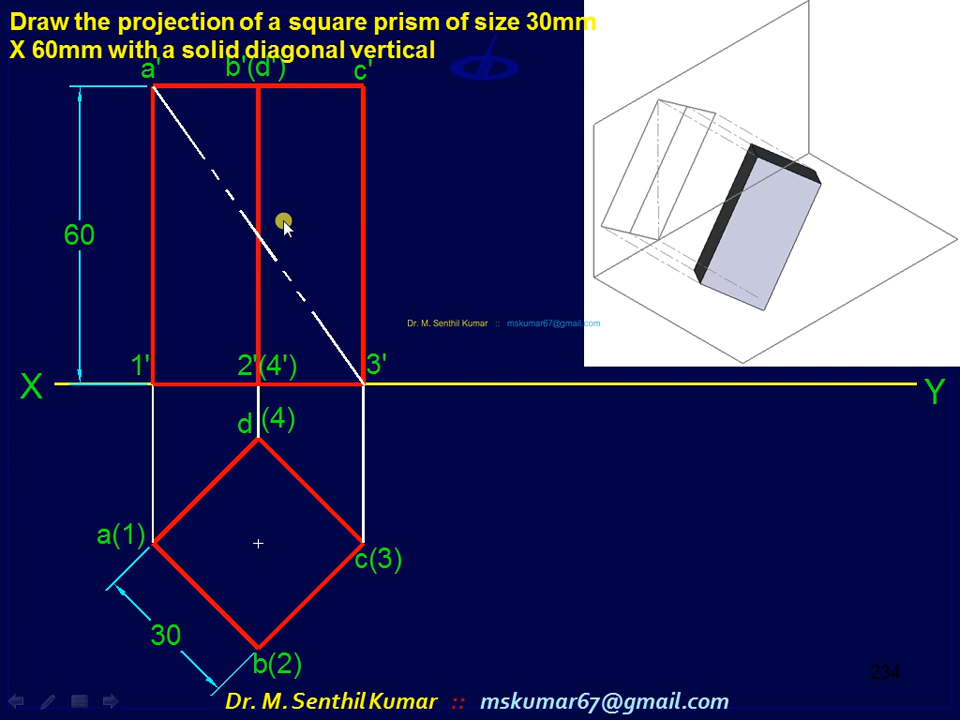 Draw the projection of a square prism of size 30mm
X 60mm with a solid diagonal vertical
a' b'(d') c'
60
1' 2'(4') 3'
Dr. M. Senthil Kumar :: mskumar67@gmail.com
X Y
d (4)
a(1)
c(3)
30
b(2)
234
Dr. M. Senthil Kumar :: mskumar67@gmail.com